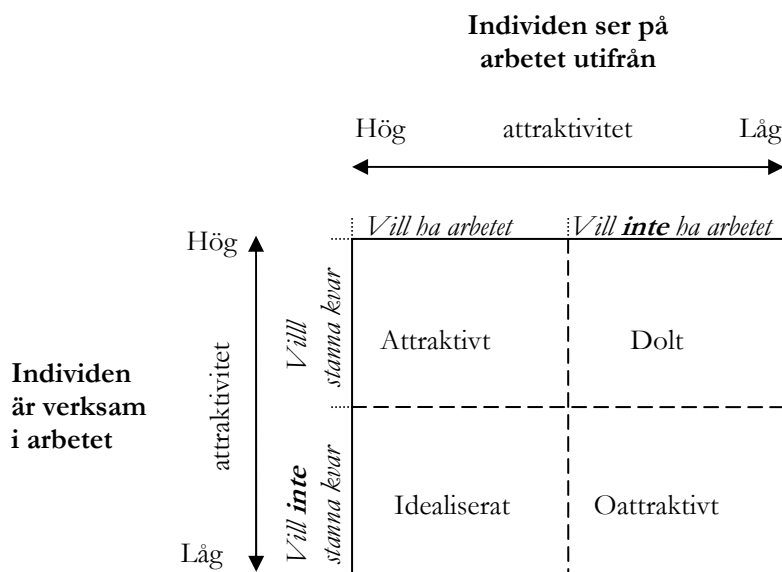 Individen ser på
arbetet utifrån
Hög attraktivitet Låg
Vill ha arbetet Vill inte ha arbetet
Hög
attraktivitet
Låg
Individen
är verksam
i arbetet
Villl
stanna kvar
Vill inte
stanna kvar
Attraktivt Dolt
Idealiserat Oattraktivt